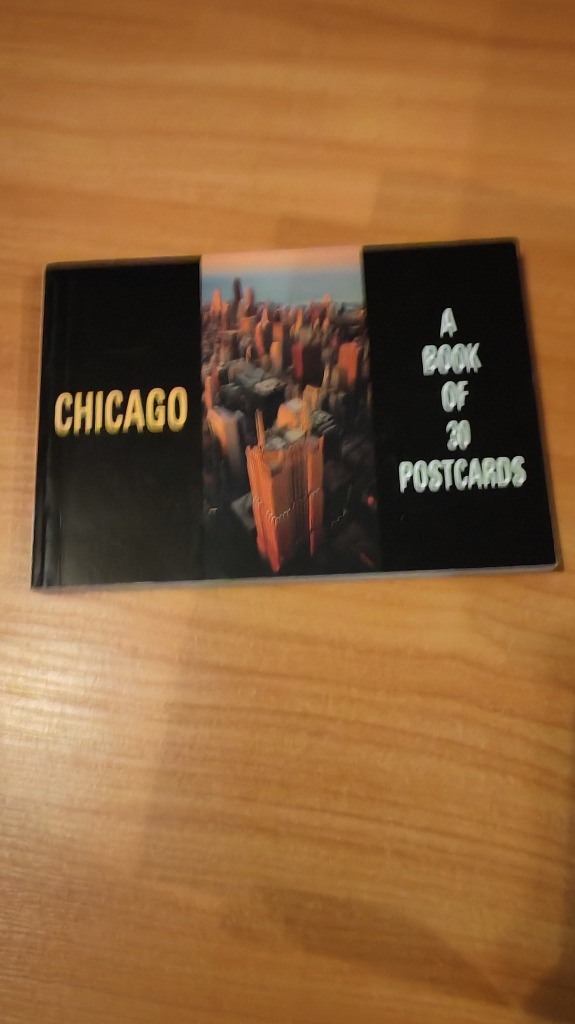 CHICAGO
A
BOOK
OF
30
POSTCARDS